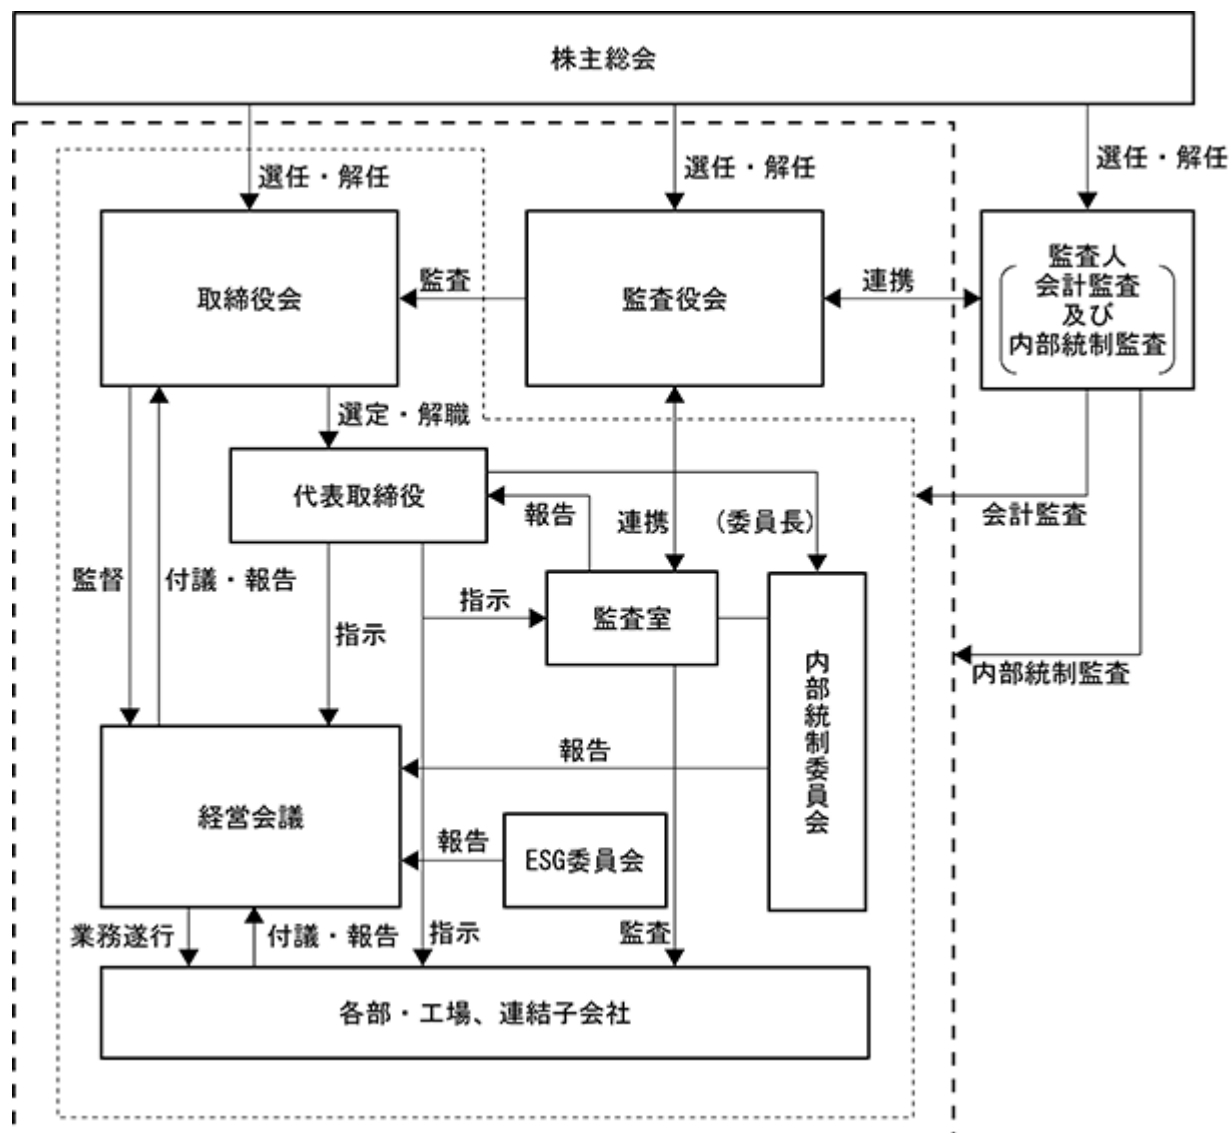 株主総会
選任・解任
選任・解任
選任・解任
取締役会
監査
監査役会
連携
監査人
会計監査
及び
内部統制監査
選定・解職
代表取締役
報告
連携
(委員長)
会計監査
監督
付議・報告
指示
指示
監査室
内部統制監査
内部統制委員会
報告
経営会議
報告
ESG委員会
業務遂行
付議・報告
指示
監査
各部・工場、連結子会社